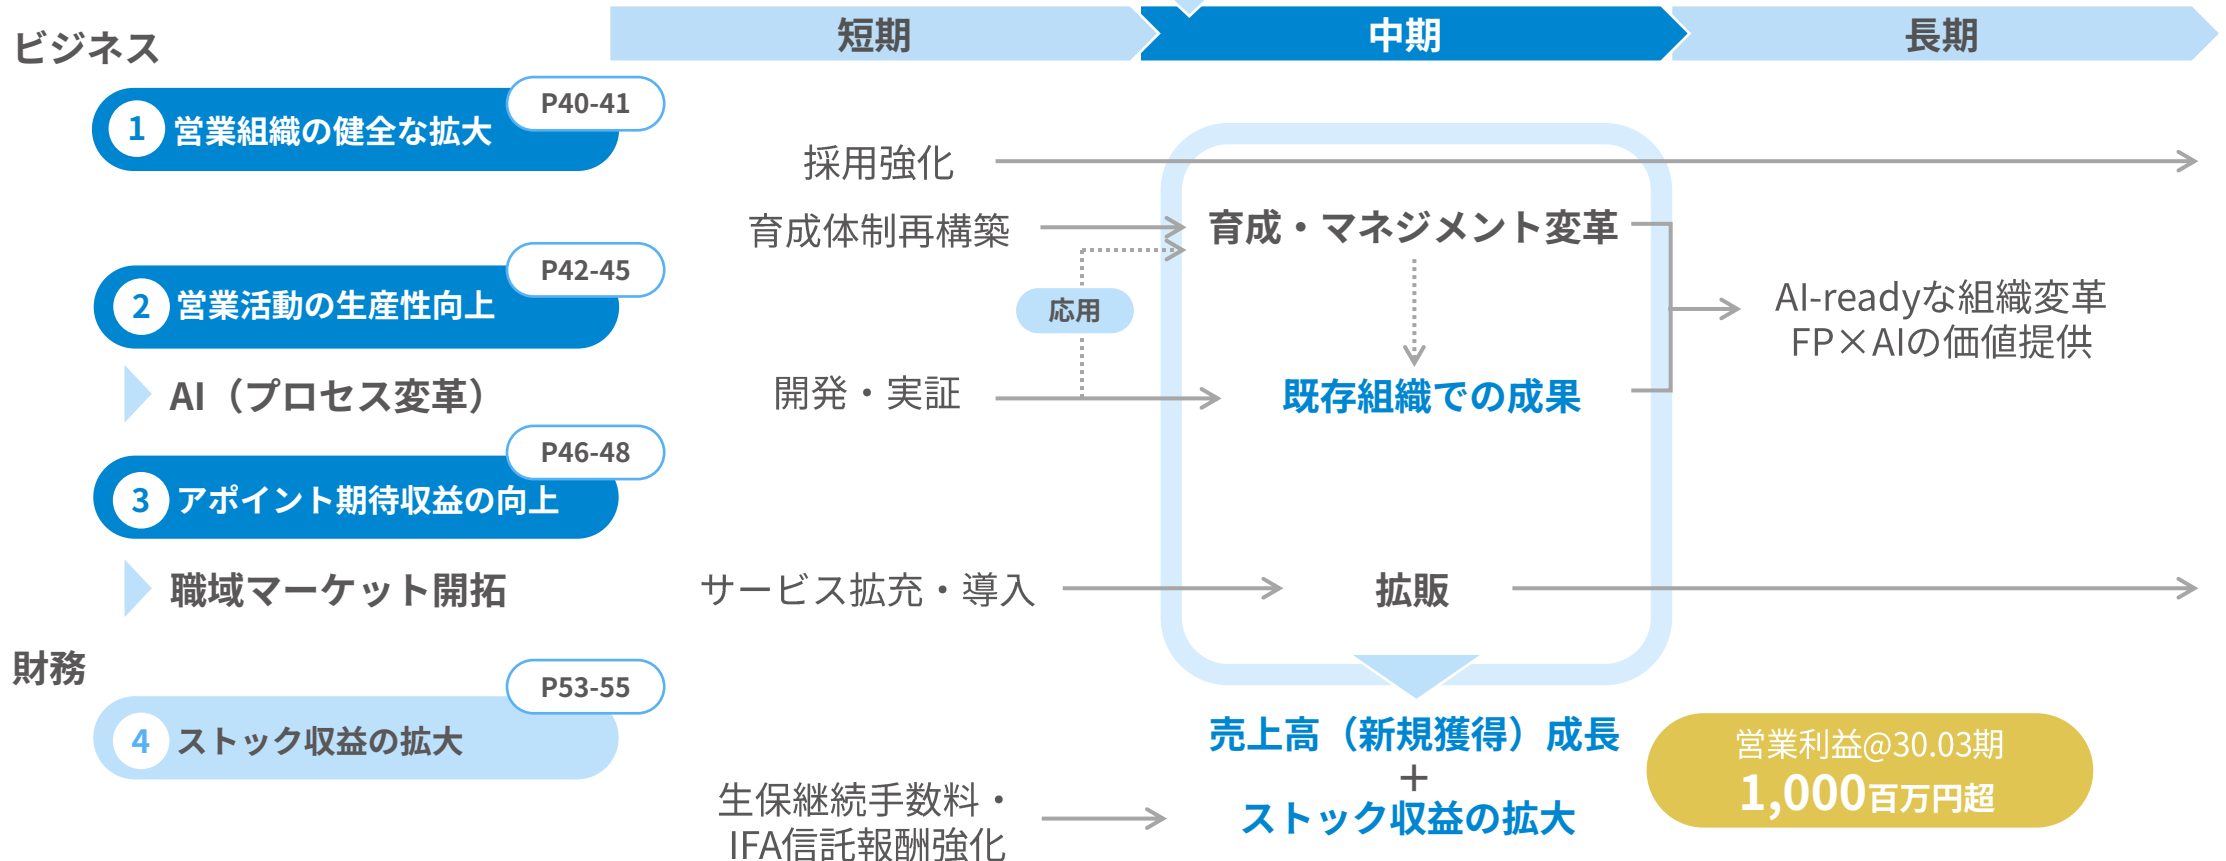 短期
中期
長期
ビジネス
P40-41
1 営業組織の健全な拡大
採用強化
育成体制再構築
育成・マネジメント変革
P42-45
2 営業活動の生産性向上
応用
AI-readyな組織変革
FP×AIの価値提供
AI（プロセス変革）
開発・実証
既存組織での成果
P46-48
3 アポイント期待収益の向上
職域マーケット開拓
サービス拡充・導入
拡販
財務
P53-55
4 ストック収益の拡大
売上高（新規獲得）成長
+
ストック収益の拡大
生保継続手数料・
IFA信託報酬強化
営業利益@30.03期
1,000百万円超